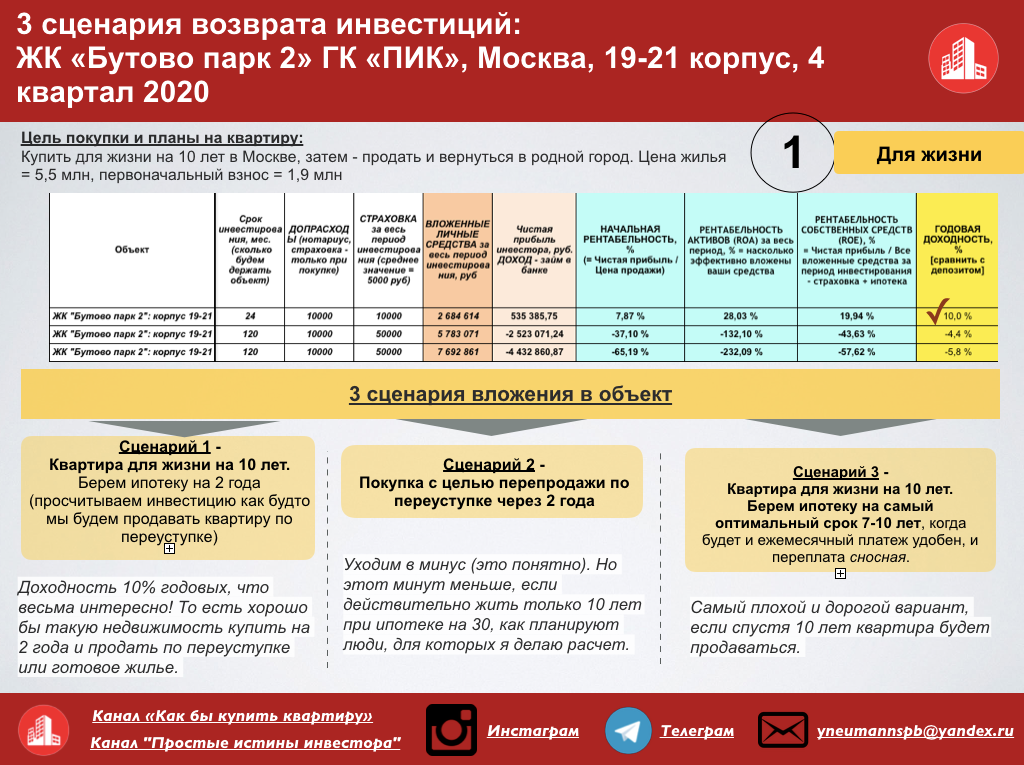 3 сценария возврата инвестиций:
ЖК «Бутово парк 2» ГК «ПИК», Москва, 19-21 корпус, 4
квартал 2020
Цель покупки и планы на квартиру:
Купить для жизни на 10 лет в Москве, затем - продать и вернуться в родной город. Цена жилья
= 5,5 млн, первоначальный взнос = 1,9 млн
1
Для жизни
Объект
Срок
инвестирова
ния, мес.
(сколько
будем
держать
объект)
ДОПРАСХОД
Ы (нотариус,
страховка -
только при
покупке)
СТРАХОВКА
за весь
период
инвестирова
ния (среднее
значение =
5000 руб)
ВЛОЖЕННЫЕ
ЛИЧНЫЕ
СРЕДСТВА за
весь период
инвестирова
ния, руб
Чистая
прибыль
инвестора, руб.
ДОХОД - займ в
банке
НАЧАЛЬНАЯ
РЕНТАБЕЛЬНОСТЬ,
%
(= Чистая прибыль /
Цена продажи)
РЕНТАБЕЛЬНОСТЬ
АКТИВОВ (ROA) за весь
период, % = насколько
эффективно вложены
ваши средства
РЕНТАБЕЛЬНОСТЬ
СОБСТВЕННЫХ СРЕДСТВ
(ROE), %
= Чистая прибыль / Все
вложенные средства за
период инвестирования
- страховка + ипотека
ГОДОВАЯ
ДОХОДНОСТЬ,
%
[сравнить с
депозитом]
ЖК "Бутово парк 2": корпус 19-21 24 10000 10000 2 684 614 535 385,75 7,87 % 28,03 % 19,94 % 10,0 %
ЖК "Бутово парк 2": корпус 19-21 120 10000 50000 5 783 071 -2 523 071,24 -37,10 % -132,10 % -43,63 % -4,4 %
ЖК "Бутово парк 2": корпус 19-21 120 10000 50000 7 692 861 -4 432 860,87 -65,19 % -232,09 % -57,62 % -5,8 %
3 сценария вложения в объект
Сценарий 1 -
Квартира для жизни на 10 лет.
Берем ипотеку на 2 года
(просчитываем инвестицию как будто
мы будем продавать квартиру по
переуступке)
Доходность 10% годовых, что
весьма интересно! То есть хорошо
бы такую недвижимость купить на
2 года и продать по переуступке
или готовое жилье.
Сценарий 2 -
Покупка с целью перепродажи по
переуступке через 2 года
Уходим в минус (это понятно). Но
этот минут меньше, если
действительно жить только 10 лет
при ипотеке на 30, как планируют
люди, для которых я делаю расчет.
Сценарий 3 -
Квартира для жизни на 10 лет.
Берем ипотеку на самый
оптимальный срок 7-10 лет, когда
будет и ежемесячный платеж удобен, и
переплата сносная.
Самый плохой и дорогой вариант,
если спустя 10 лет квартира будет
продаваться.
Канал «Как бы купить квартиру»
Канал "Простые истины инвестора"
Инстаграм
Телеграм
yneumannspb@yandex.ru